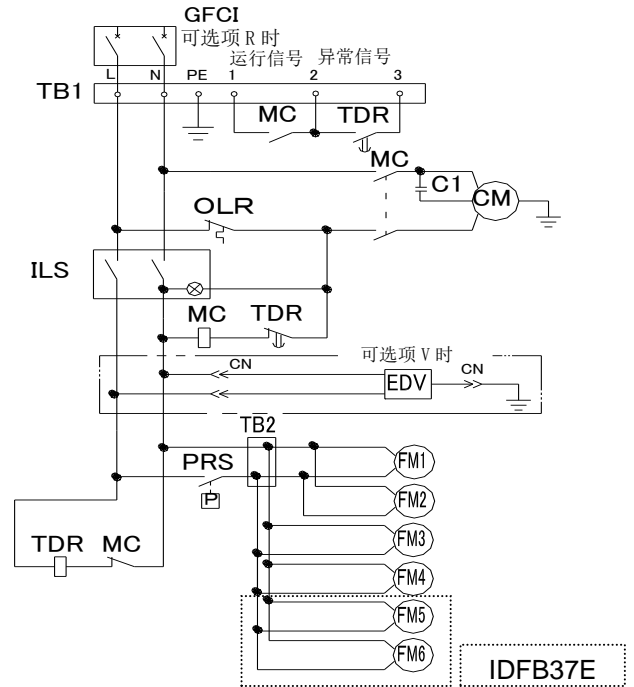 GFCI
可选项 R 时
运行信号 异常信号
L N PE 1 2 3
TB1
MC TDR
MC
C1
CM
OLR
ILS
MC TDR
可选项 V 时
CN
CN
EDV
TB2
PRS
FM1
P
FM2
TDR MC
FM3
FM4
FM5
FM6
IDFB37E